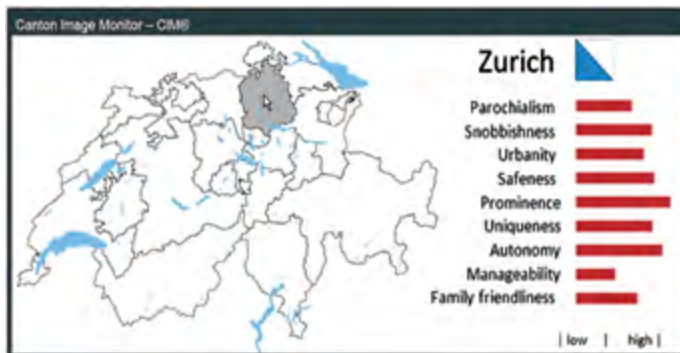 Canton Image Monitor – CIM®
Zurich
Parochialism
Snobbishness
Urbanity
Safeness
Prominence
Uniqueness
Autonomy
Manageability
Family friendliness
| low | high |